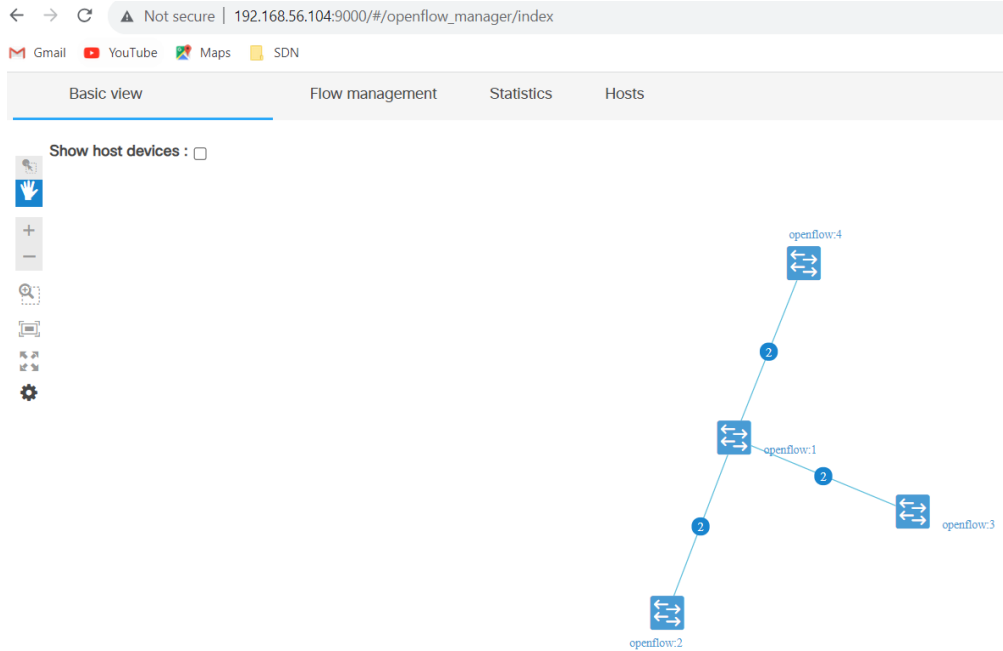 Not secure | 192.168.56.104:9000/#/openflow_manager/index
Gmail YouTube Maps SDN
Basic view Flow management Statistics Hosts
Show host devices :
openflow:4
2
openflow:1
2
openflow:3
2
openflow:2